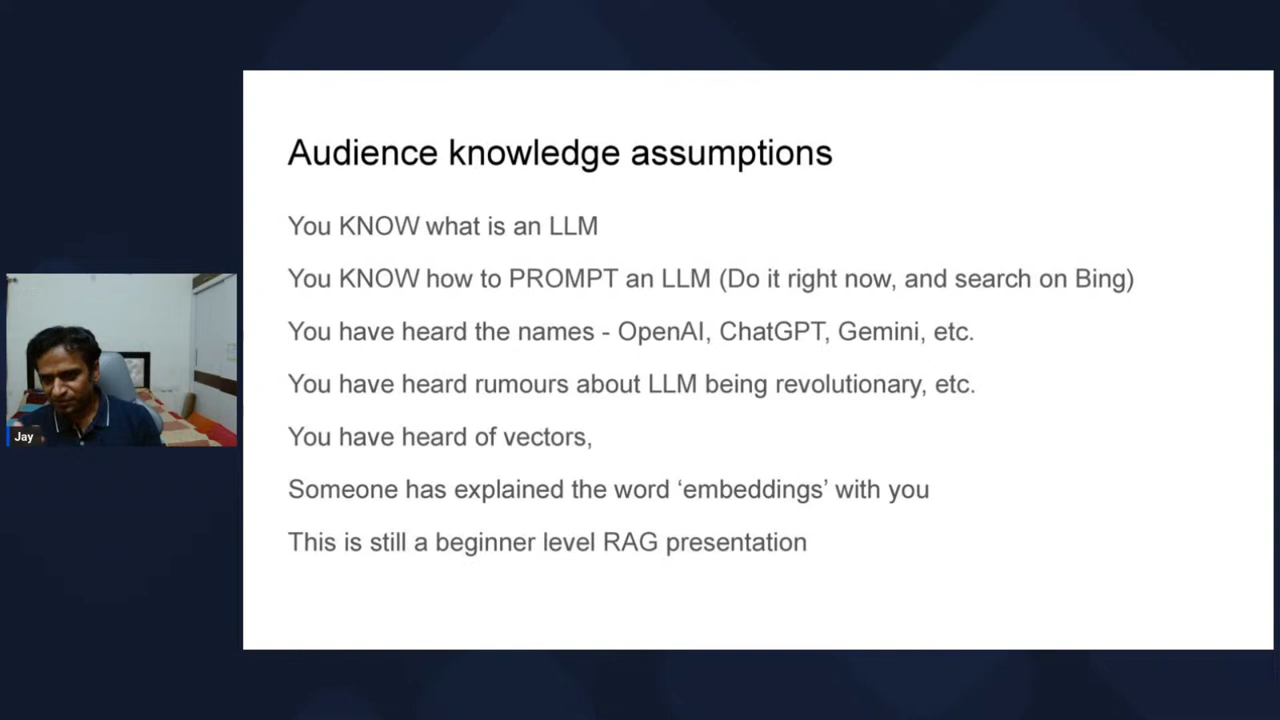 Audience knowledge assumptions
You KNOW what is an LLM
You KNOW how to PROMPT an LLM (Do it right now, and search on Bing)
You have heard the names - OpenAI, ChatGPT, Gemini, etc.
You have heard rumours about LLM being revolutionary, etc.
You have heard of vectors,
Someone has explained the word ‘embeddings’ with you
This is still a beginner level RAG presentation
Jay